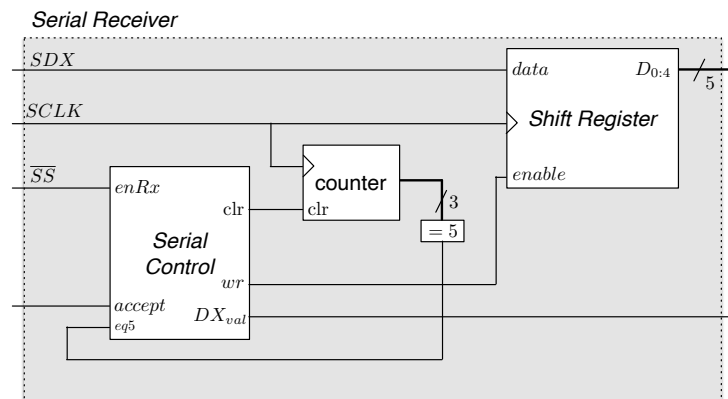 Serial Receiver
SDX
data
D0:4
5
SCLK
Shift Register
SS
enRx
counter
enable
clr
clr
3
= 5
Serial
Control
wr
accept
DXval
eq5